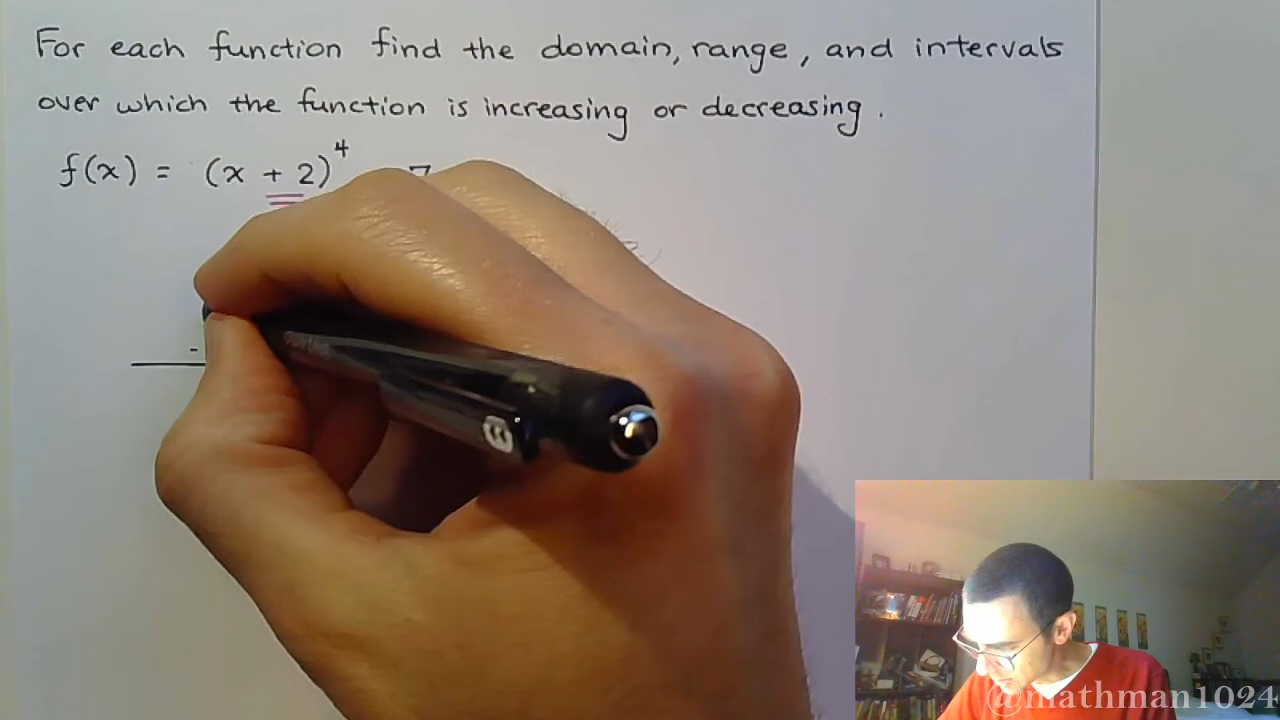 For each function find the domain, range, and intervals
over which the function is increasing or decreasing.
f(x) = (x + 2)^4
@mathman1024